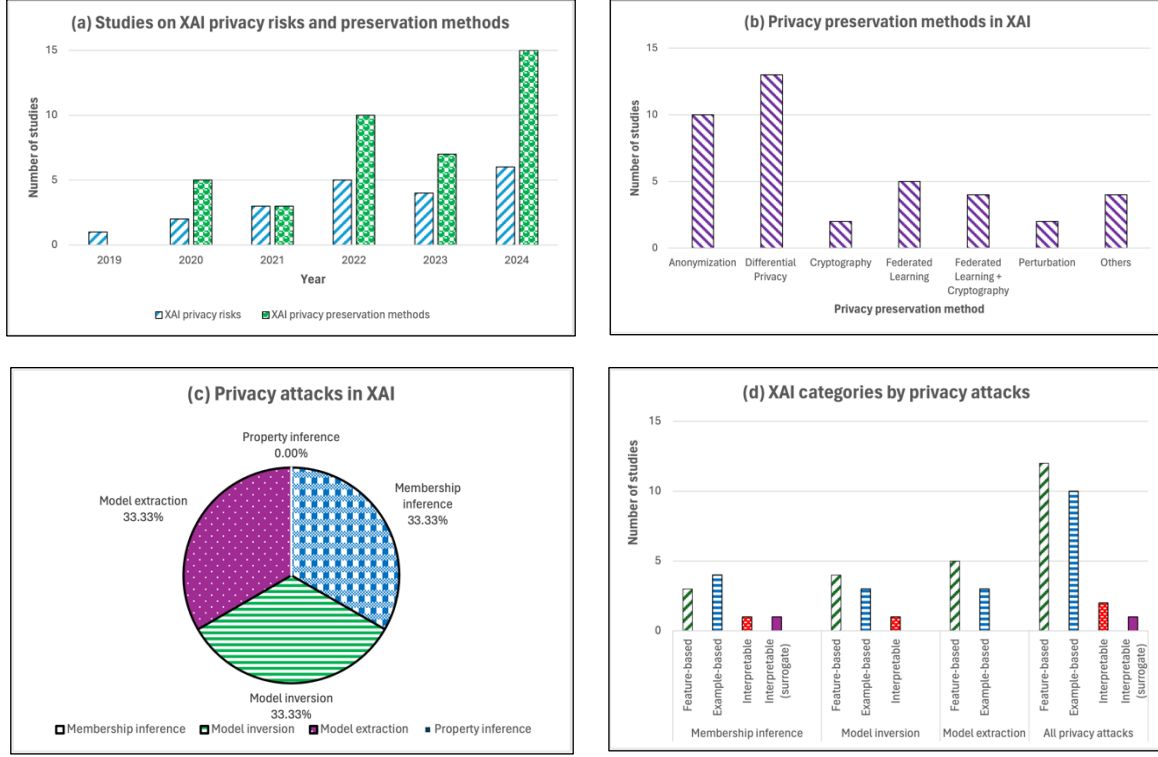 (a) Studies on XAI privacy risks and preservation methods
15
10
5
0
Number of studies
2019
2020
2021
2022
2023
2024
Year
XAI privacy risks
XAI privacy preservation methods
(b) Privacy preservation methods in XAI
15
10
5
0
Number of studies
Anonymization
Differential
Privacy
Cryptography
Federated
Learning
Federated
Learning +
Cryptography
Perturbation
Others
Privacy preservation method
(c) Privacy attacks in XAI
Property inference
0.00%
Membership
inference
33.33%
Model extraction
33.33%
Model inversion
33.33%
Membership inference
Model inversion
Model extraction
Property inference
(d) XAI categories by privacy attacks
15
10
5
0
Number of studies
Feature-based
Example-based
Interpretable
Interpretable
(surrogate)
Membership inference
Feature-based
Example-based
Interpretable
Model inversion
Feature-based
Example-based
Model extraction
Feature-based
Example-based
Interpretable
Interpretable
(surrogate)
All privacy attacks